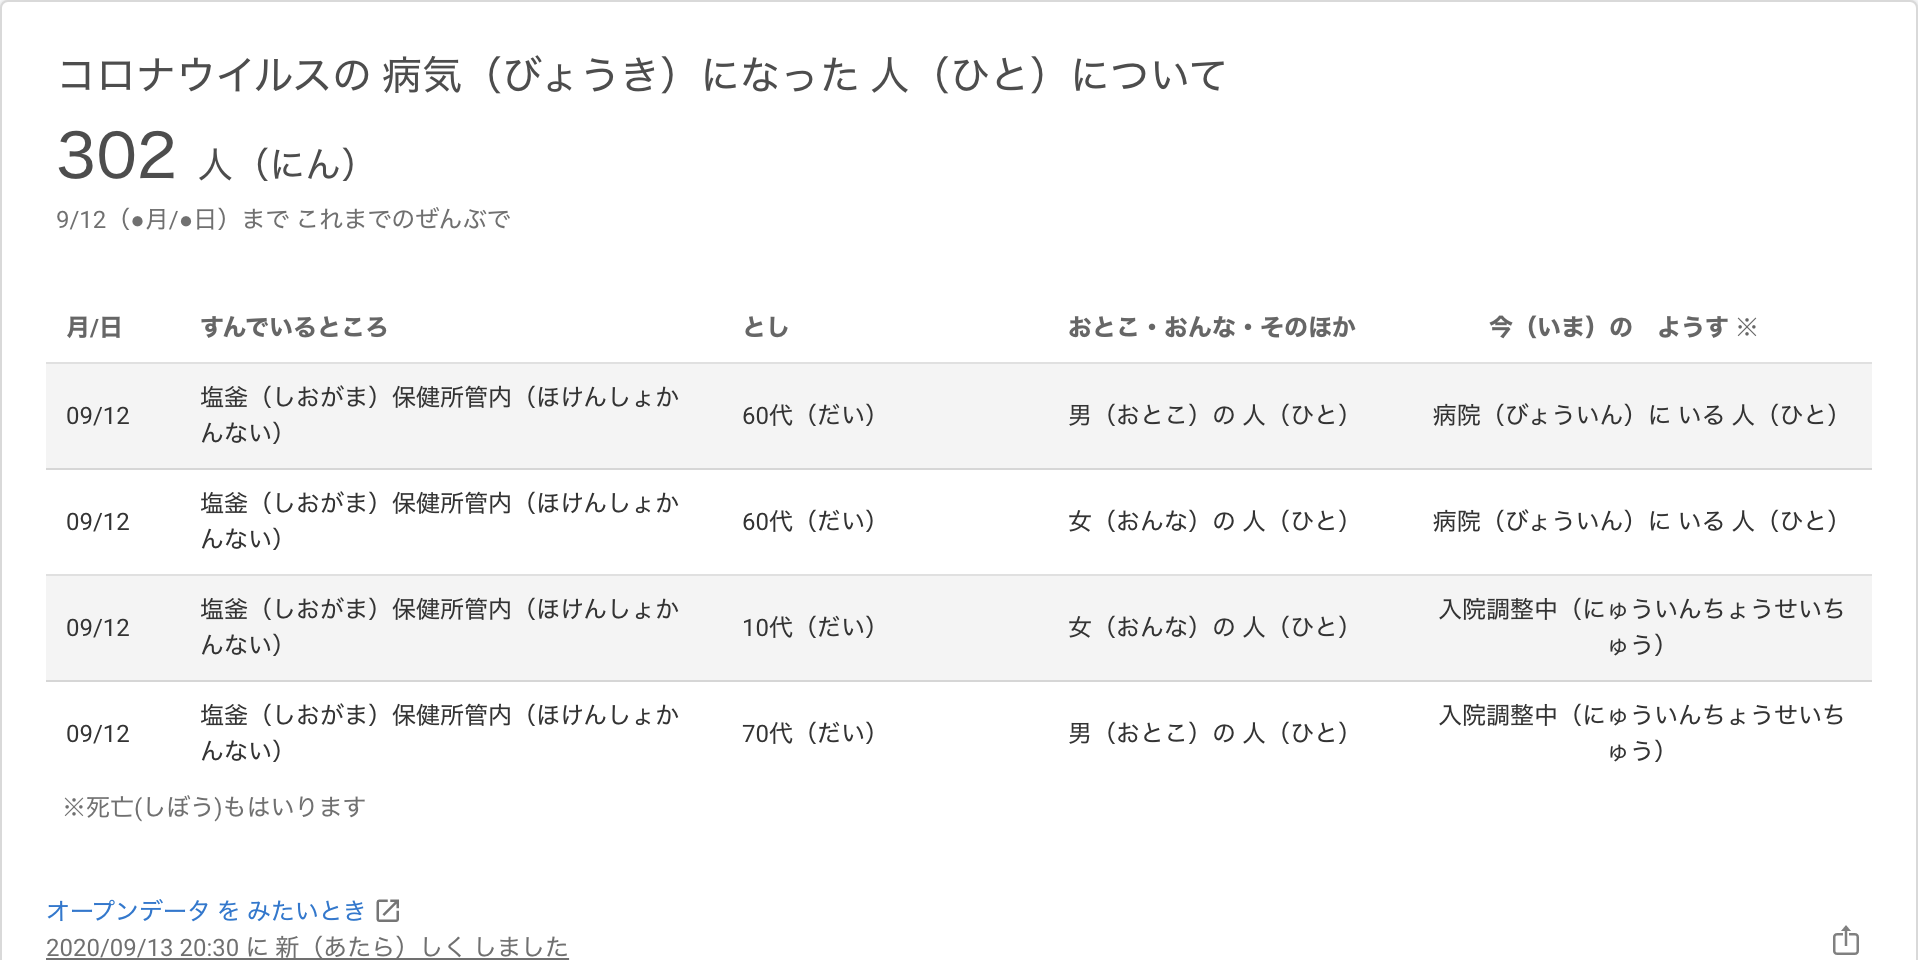 コロナウイルスの 病気（びょうき）になった 人（ひと）について
302 人（にん）
9/12（●月/●日）まで これまでのぜんぶで
月/日 すんでいるところ とし おとこ・おんな・そのほか 今（いま）の　ようす ※
09/12 塩釜（しおがま）保健所管内（ほけんしょか
んない） 60代（だい） 男（おとこ）の 人（ひと） 病院（びょういん）に いる 人（ひと）
09/12 塩釜（しおがま）保健所管内（ほけんしょか
んない） 60代（だい） 女（おんな）の 人（ひと） 病院（びょういん）に いる 人（ひと）
09/12 塩釜（しおがま）保健所管内（ほけんしょか
んない） 10代（だい） 女（おんな）の 人（ひと） 入院調整中（にゅういんちょうせいち
ゅう）
09/12 塩釜（しおがま）保健所管内（ほけんしょか
んない） 70代（だい） 男（おとこ）の 人（ひと） 入院調整中（にゅういんちょうせいち
ゅう）
※死亡(しぼう)もはいります
オープンデータ を みたいとき
2020/09/13 20:30 に 新（あたら）しく しました